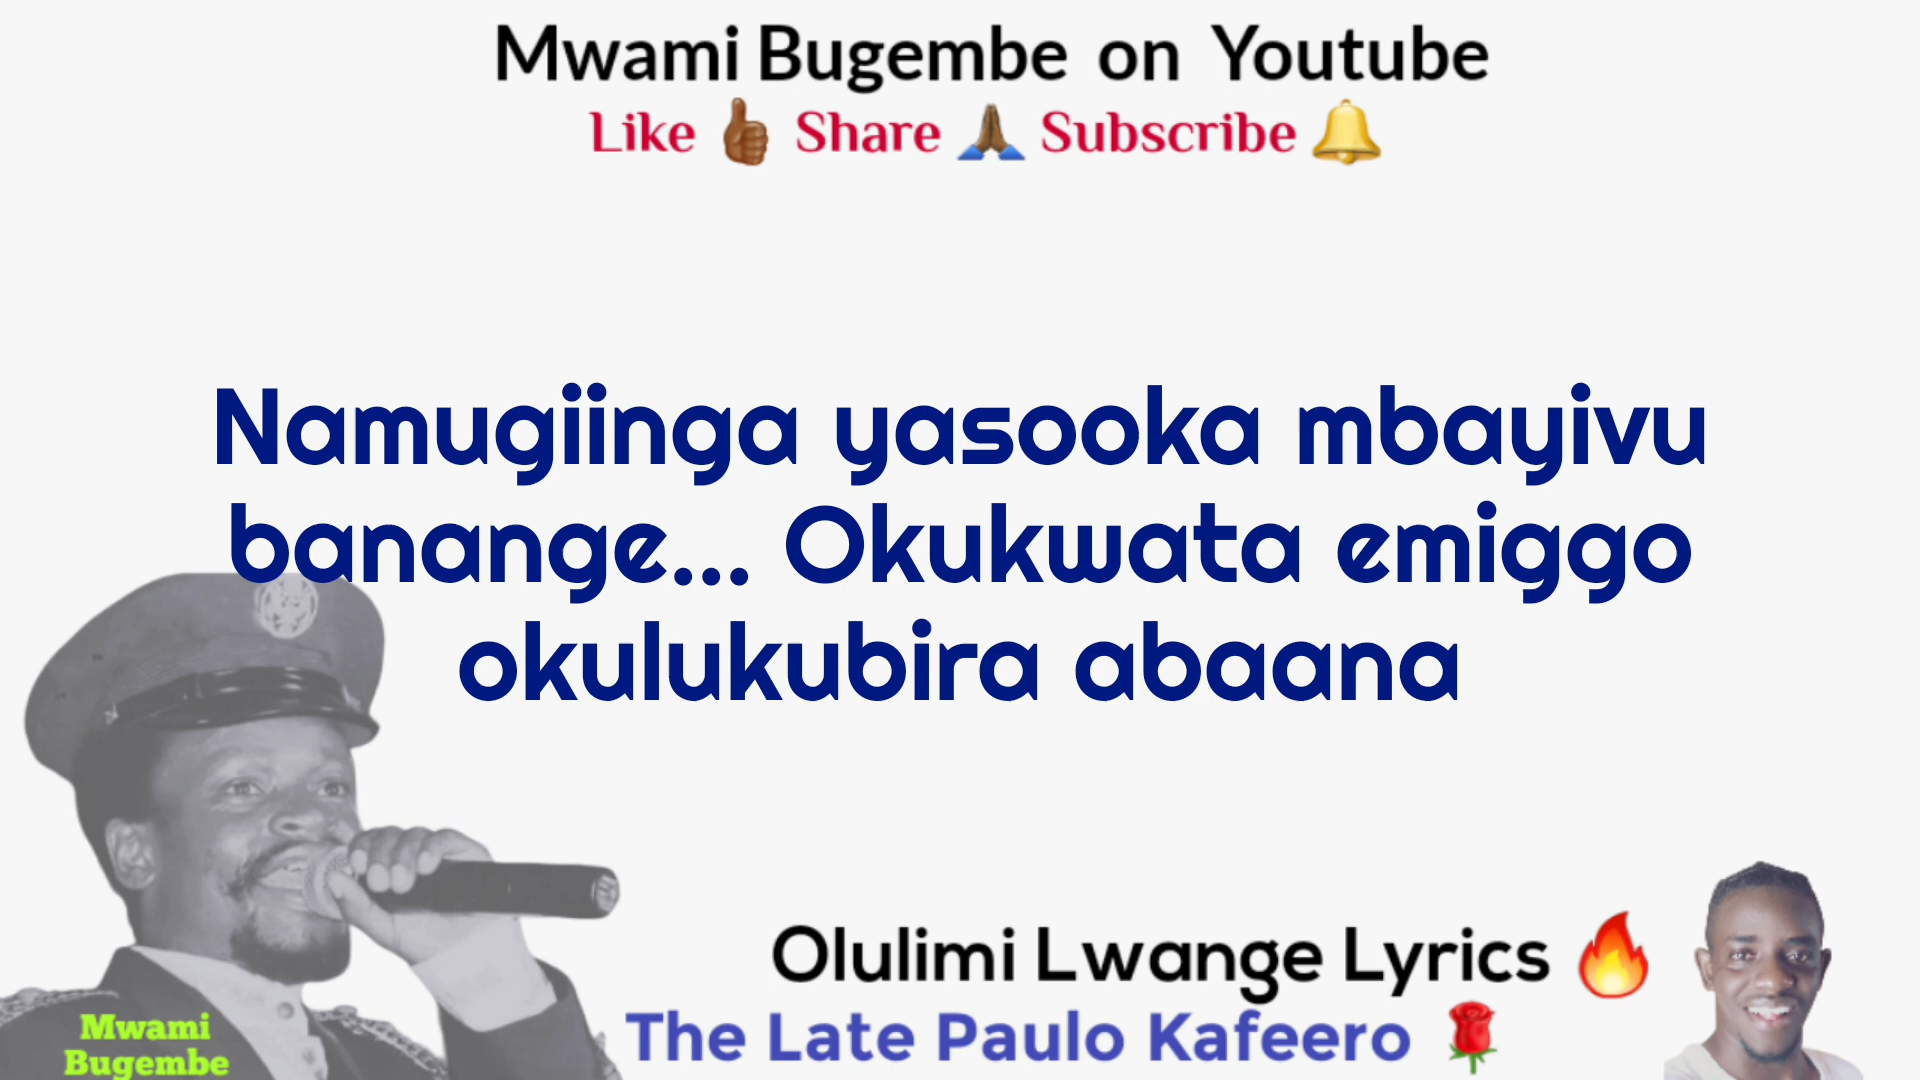 Mwami Bugembe on Youtube
Like 👍🏾 Share 🙏🏾 Subscribe 🔔
Namugiinga yasooka mbayivu
banange... Okukwata emiggo
okulukubira abaana
Olulimi Lwange Lyrics 🔥
The Late Paulo Kafeero 🌹
Mwami
Bugembe